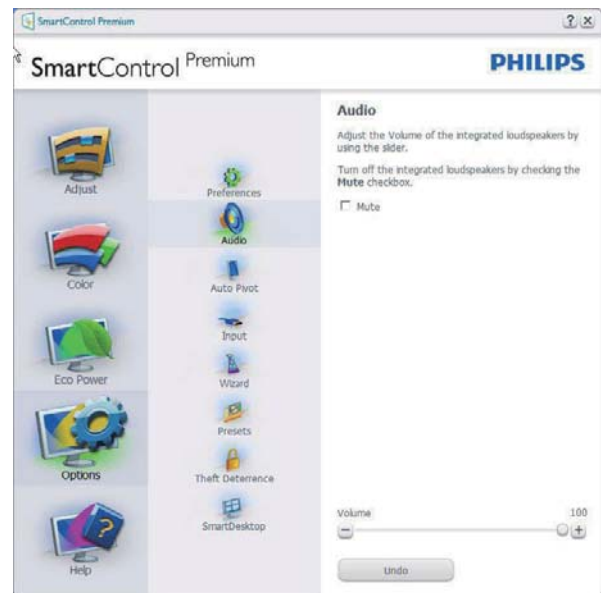 SmartControl Premium
? x
SmartControl Premium
PHILIPS
Adjust
Color
Eco Power
Options
Help
Preferences
Audio
Auto Pivot
Input
Wizard
Presets
Theft Deterrence
SmartDesktop
Audio
Adjust the Volume of the integrated loudspeakers by
using the slider.
Turn off the integrated loudspeakers by checking the
Mute checkbox.
Mute
Volume 100
Undo